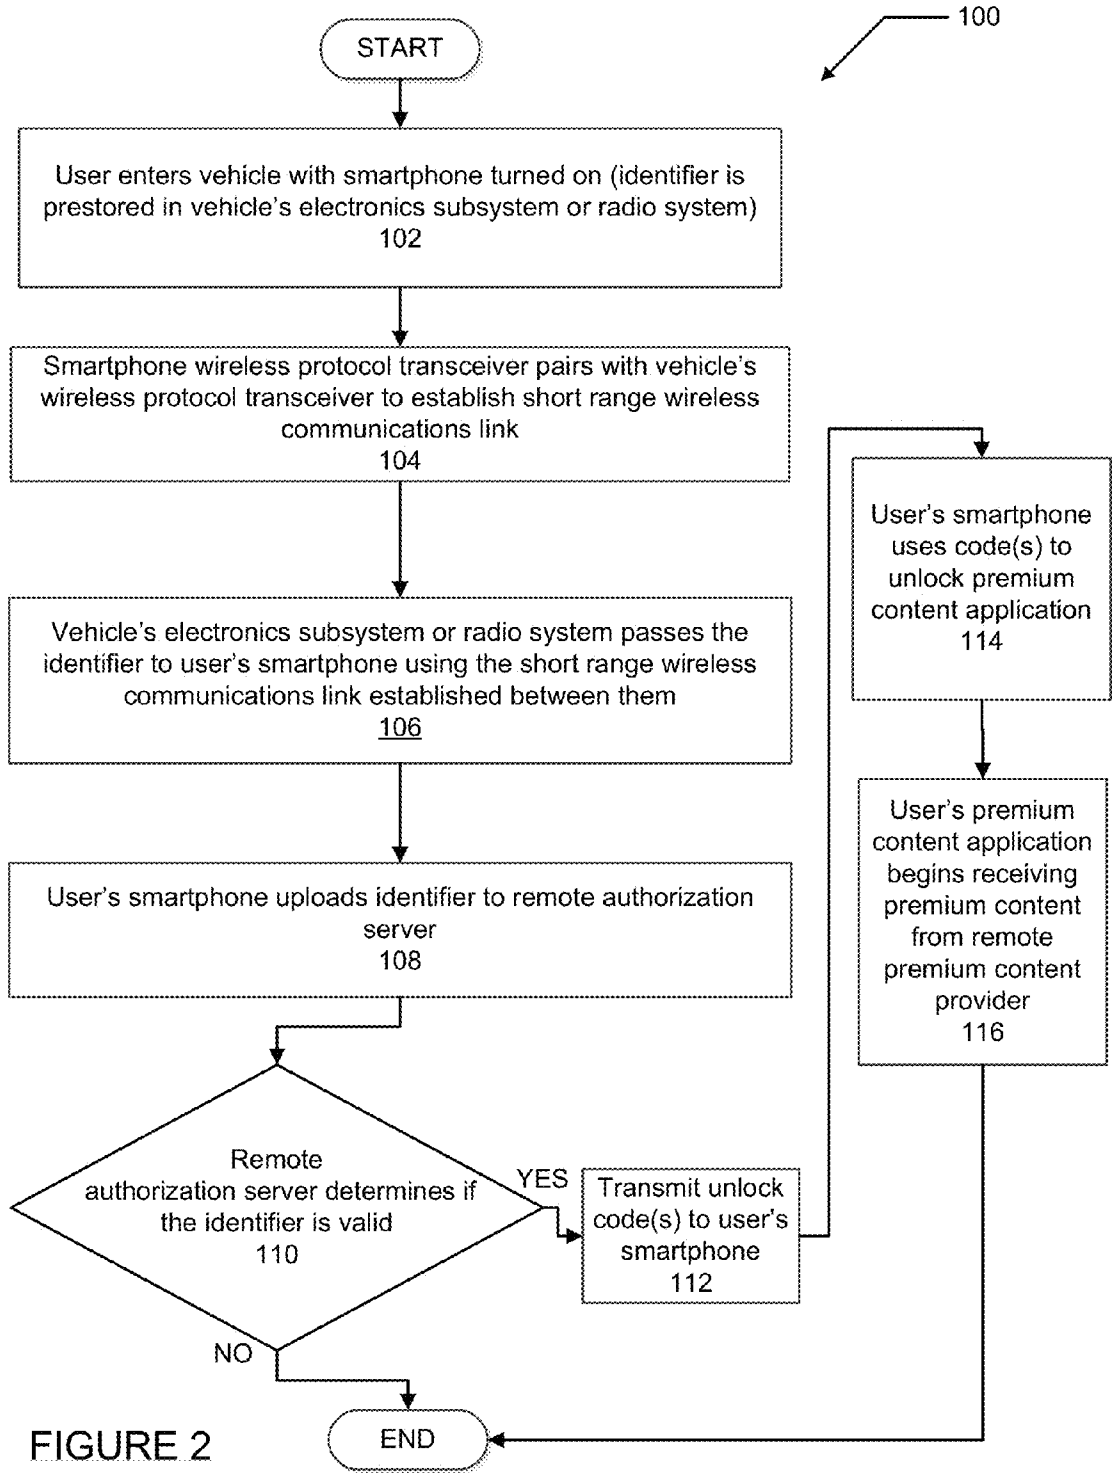 100
START
User enters vehicle with smartphone turned on (identifier is
prestored in vehicle's electronics subsystem or radio system)
102
Smartphone wireless protocol transceiver pairs with vehicle's
wireless protocol transceiver to establish short range wireless
communications link
104
Vehicle's electronics subsystem or radio system passes the
identifier to user's smartphone using the short range wireless
communications link established between them
106
User's smartphone uploads identifier to remote authorization
server
108
Remote
authorization server determines if
the identifier is valid
110
YES
NO
Transmit unlock
code(s) to user's
smartphone
112
User's smartphone
uses code(s) to
unlock premium
content application
114
User's premium
content application
begins receiving
premium content
from remote
premium content
provider
116
END
FIGURE 2